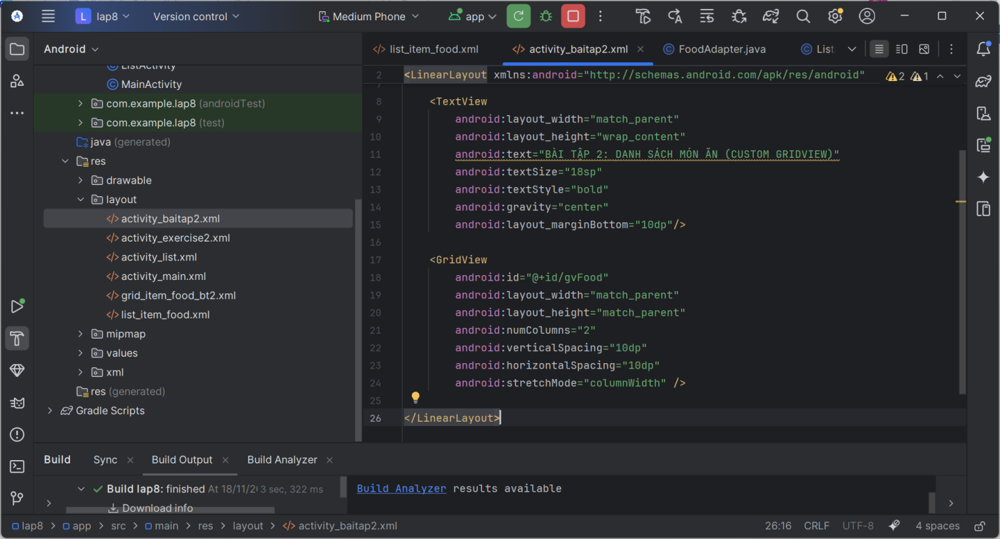 L lap8 Version control Medium Phone app
Android
list_item_food.xml activity_baitap2.xml FoodAdapter.java List
ListActivity
MainActivity
com.example.lap8 (androidTest)
com.example.lap8 (test)
java (generated)
res
drawable
layout
activity_baitap2.xml
activity_exercise2.xml
activity_list.xml
activity_main.xml
grid_item_food_bt2.xml
list_item_food.xml
mipmap
values
xml
res (generated)
Gradle Scripts
2 <LinearLayout xmlns:android="http://schemas.android.com/apk/res/android" 2 1
7
8 <TextView
9 android:layout_width="match_parent"
10 android:layout_height="wrap_content"
11 android:text="BÀI TẬP 2: DANH SÁCH MÓN ĂN (CUSTOM GRIDVIEW)"
12 android:textSize="18sp"
13 android:textStyle="bold"
14 android:gravity="center"
15 android:layout_marginBottom="10dp"/>
16
17 <GridView
18 android:id="@+id/gvFood"
19 android:layout_width="match_parent"
20 android:layout_height="match_parent"
21 android:numColumns="2"
22 android:verticalSpacing="10dp"
23 android:horizontalSpacing="10dp"
24 android:stretchMode="columnWidth" />
25
26 </LinearLayout>
Build Sync Build Output Build Analyzer
Build lap8: finished At 18/11/2 3 sec, 322 ms
Download info
Build Analyzer results available
lap8 > app > src > main > res > layout > activity_baitap2.xml 26:16 CRLF UTF-8 4 spaces